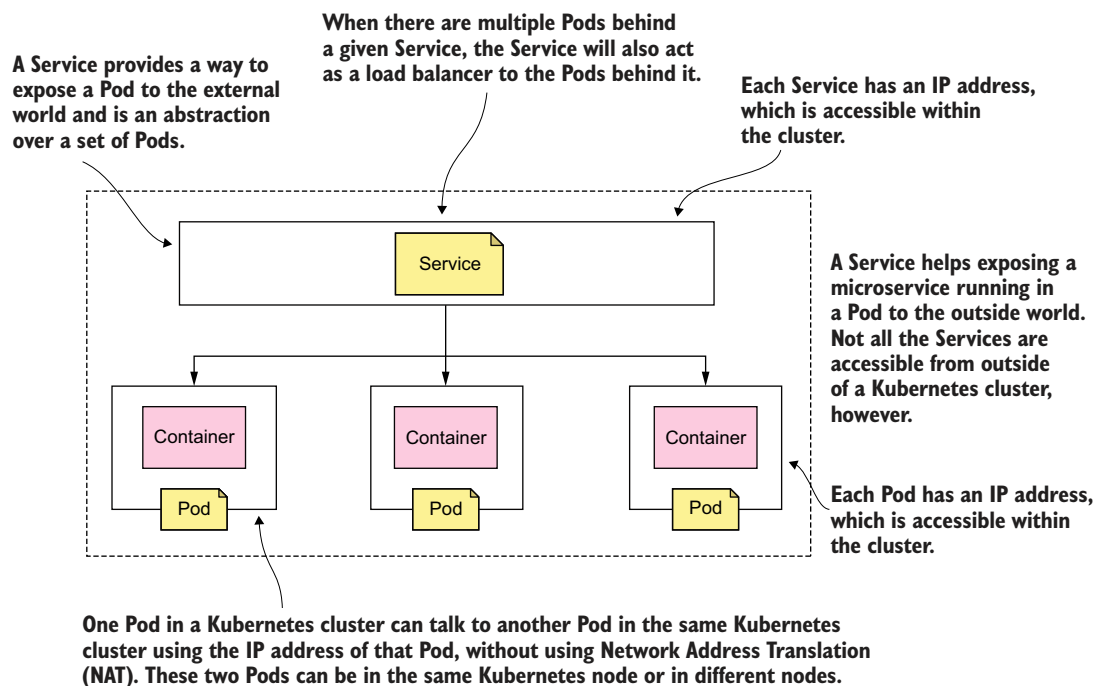 When there are multiple Pods behind
a given Service, the Service will also act
as a load balancer to the Pods behind it.
A Service provides a way to
expose a Pod to the external
world and is an abstraction
over a set of Pods.
Each Service has an IP address,
which is accessible within
the cluster.
Service
A Service helps exposing a
microservice running in
a Pod to the outside world.
Not all the Services are
accessible from outside
of a Kubernetes cluster,
however.
Container
Container
Container
Pod
Pod
Pod
Each Pod has an IP address,
which is accessible within
the cluster.
One Pod in a Kubernetes cluster can talk to another Pod in the same Kubernetes
cluster using the IP address of that Pod, without using Network Address Translation
(NAT). These two Pods can be in the same Kubernetes node or in different nodes.